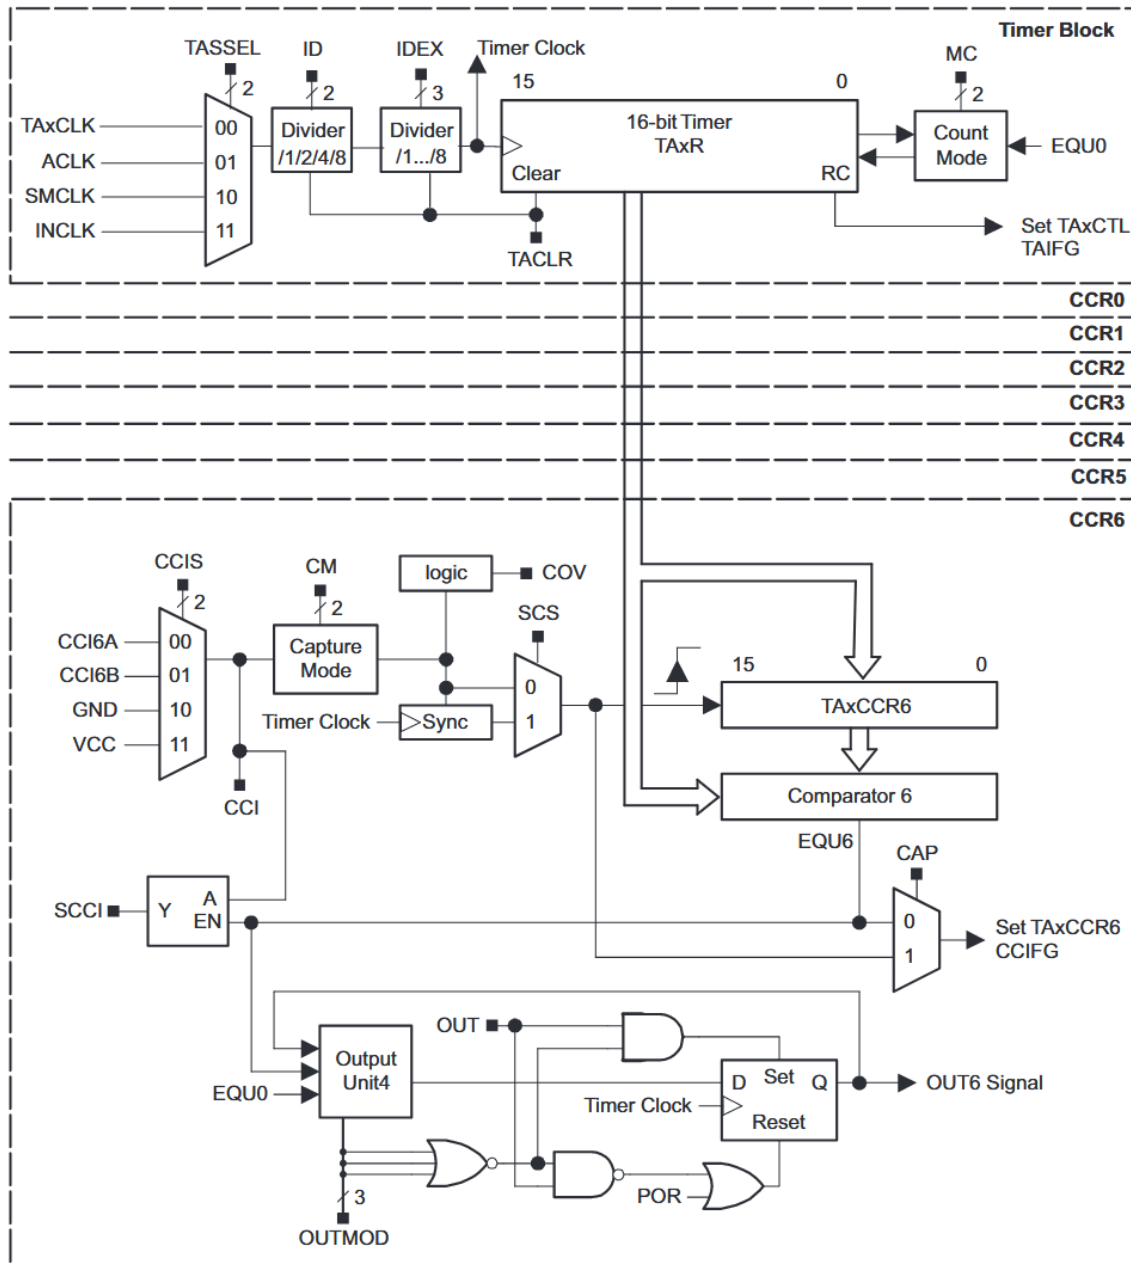 Timer Block
TASSEL
ID
IDEX
Timer Clock
15
0
MC
2
2
3
2
TAxCLK
ACLK
SMCLK
INCLK
00
01
10
11
Divider
/1/2/4/8
Divider
/1.../8
16-bit Timer
TAxR
Clear
RC
Count
Mode
EQU0
TACLR
Set TAxCTL
TAIFG
CCR0
CCR1
CCR2
CCR3
CCR4
CCR5
CCR6
CCIS
2
CM
2
logic
COV
SCS
CCI6A
CCI6B
GND
VCC
00
01
10
11
Capture
Mode
Timer Clock
Sync
0
1
15
0
TAxCCR6
CCI
Comparator 6
EQU6
CAP
SCCI
Y
A
EN
0
1
Set TAxCCR6
CCIFG
OUT
Output
Unit4
EQU0
D
Set
Q
Timer Clock
Reset
OUT6 Signal
3
POR
OUTMOD